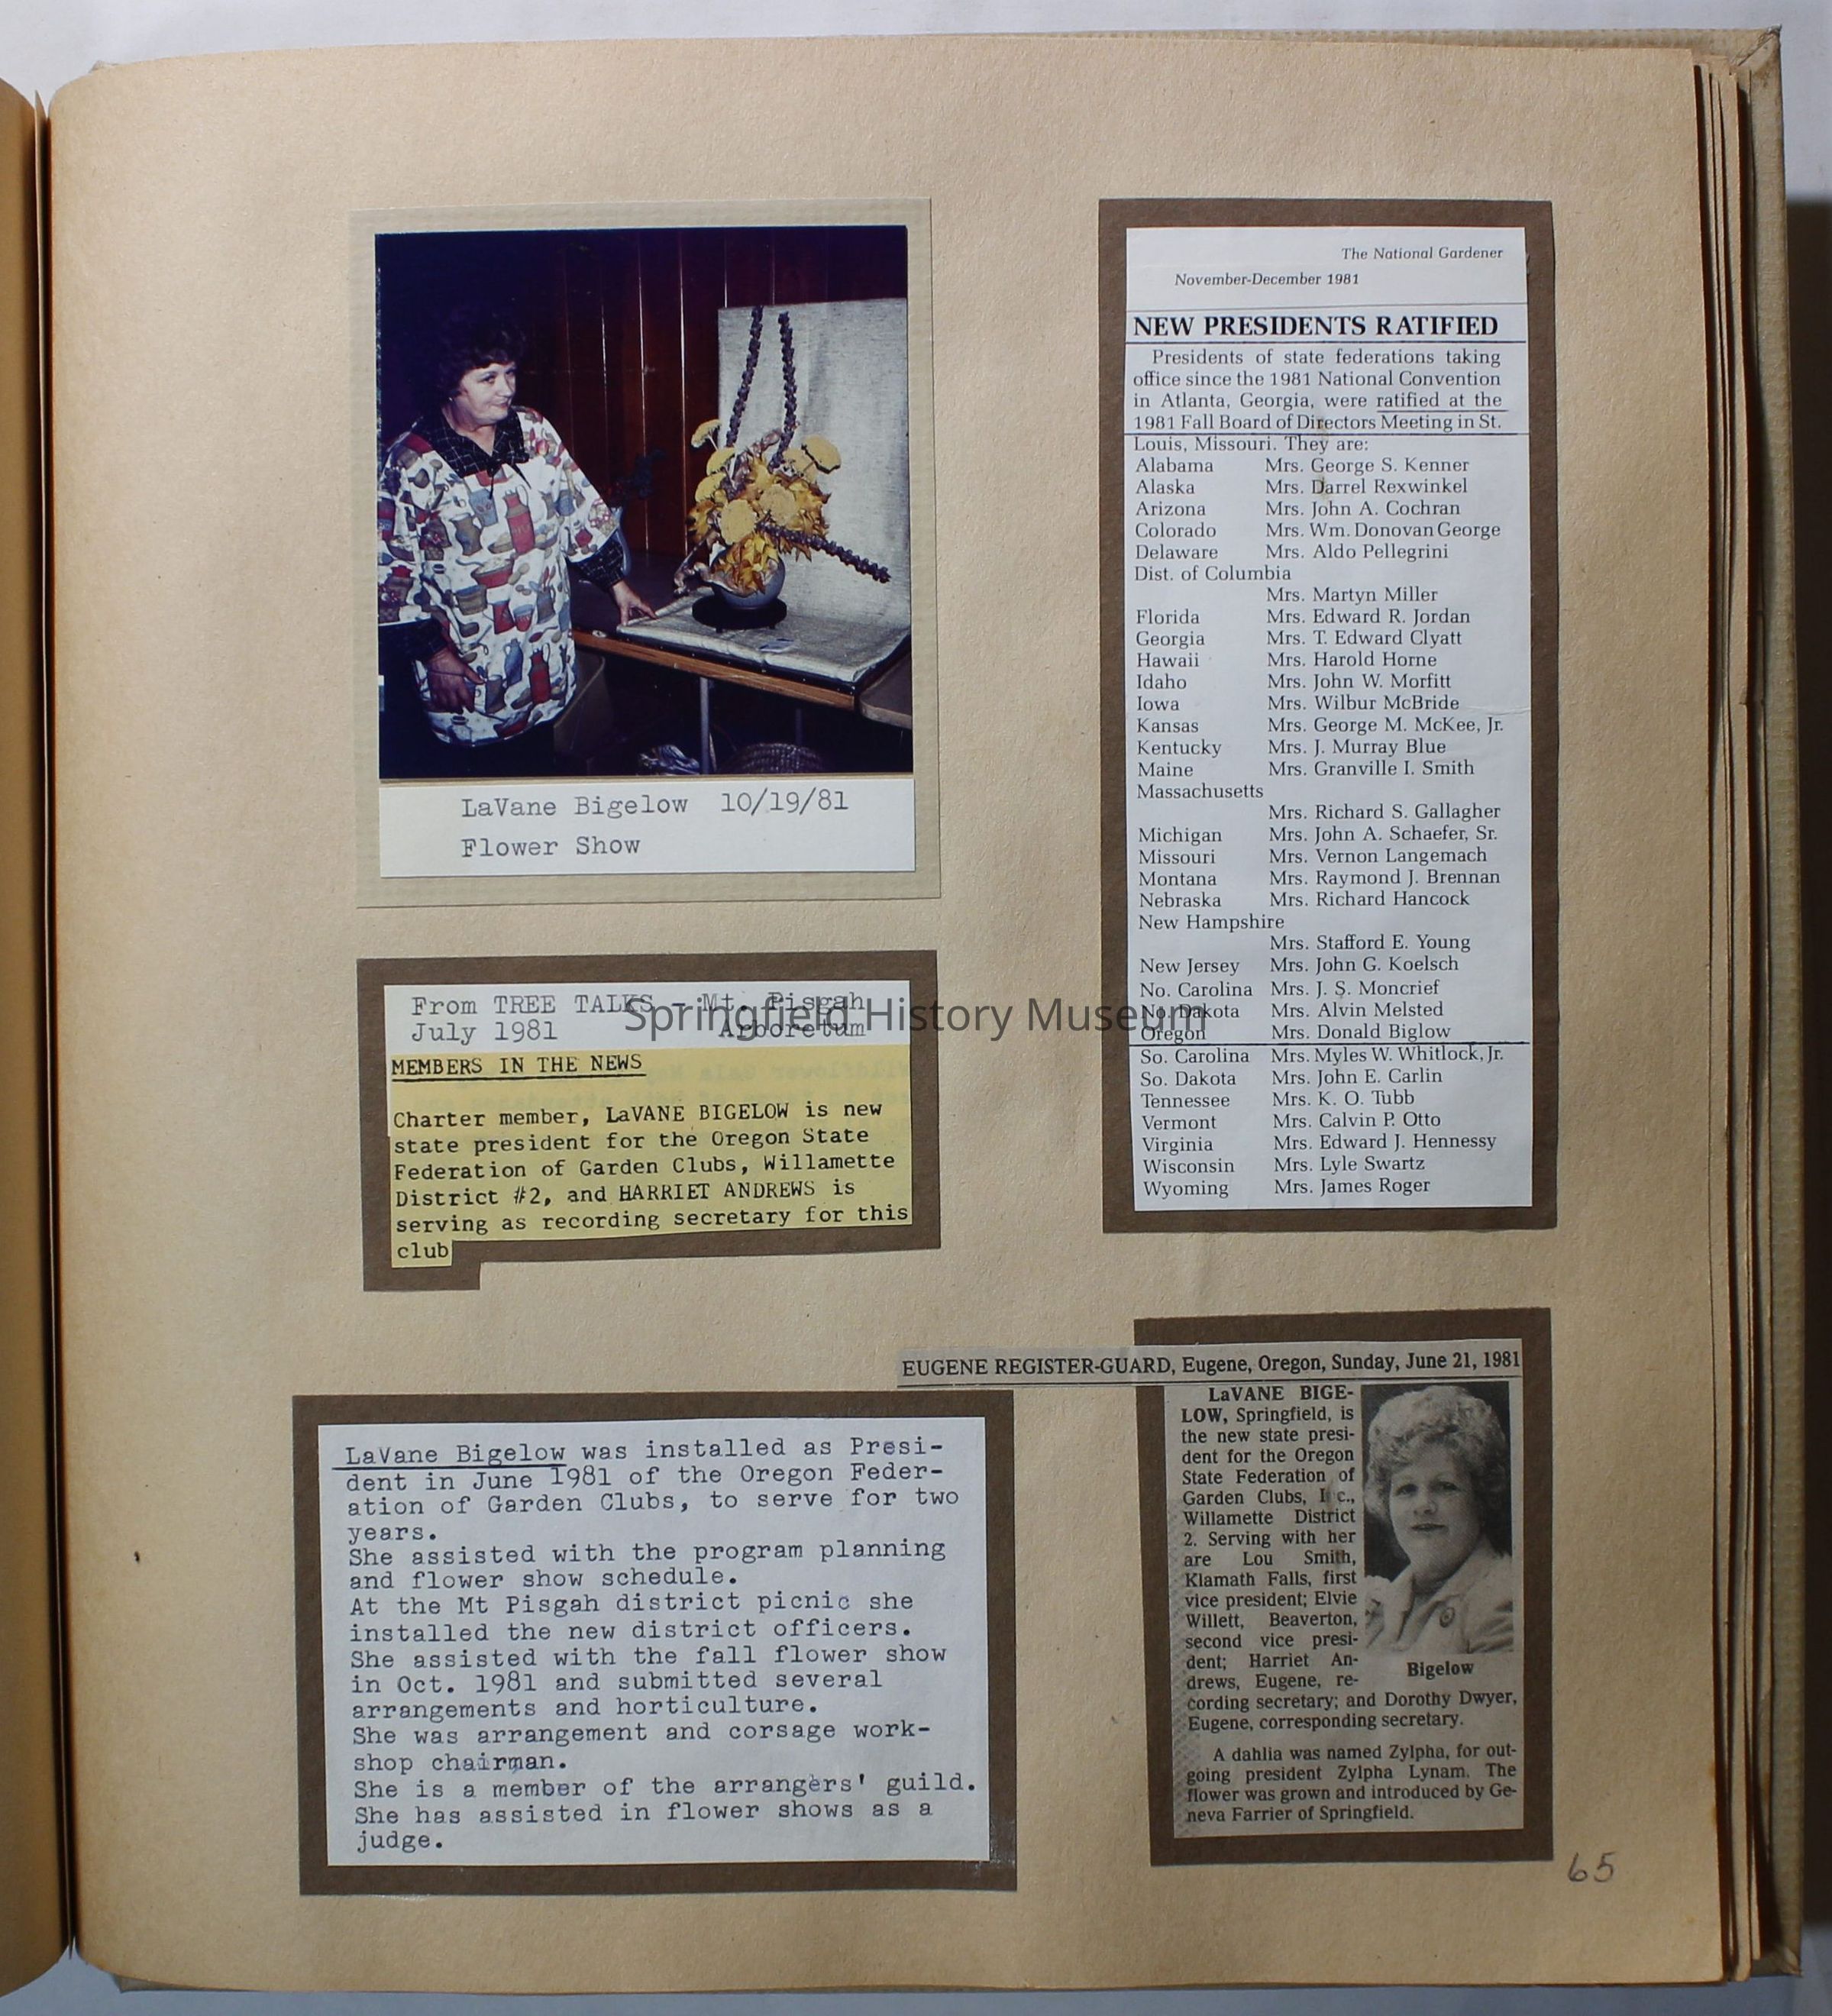 LaVane Bigelow 10/19/81
Flower Show
From TREE TALKS - Mt. Pisgah
July 1981 Arboretum
MEMBERS IN THE NEWS
Charter member, LaVANE BIGELOW is new
state president for the Oregon State
Federation of Garden Clubs, Willamette
District #2, and HARRIET ANDREWS is
serving as recording secretary for this
club
LaVane Bigelow was installed as Presi-
dent in June 1981 of the Oregon Feder-
ation of Garden Clubs, to serve for two
years.
She assisted with the program planning
and flower show schedule.
At the Mt Pisgah district picnic she
installed the new district officers.
She assisted with the fall flower show
in Oct. 1981 and submitted several
arrangements and horticulture.
She was arrangement and corsage work-
shop chairman.
She is a member of the arrangers' guild.
She has assisted in flower shows as a
judge.
The National Gardener
November-December 1981
NEW PRESIDENTS RATIFIED
Presidents of state federations taking
office since the 1981 National Convention
in Atlanta, Georgia, were ratified at the
1981 Fall Board of Directors Meeting in St.
Louis, Missouri. They are:
Alabama Mrs. George S. Kenner
Alaska Mrs. Darrel Rexwinkel
Arizona Mrs. John A. Cochran
Colorado Mrs. Wm. Donovan George
Delaware Mrs. Aldo Pellegrini
Dist. of Columbia
Mrs. Martyn Miller
Florida Mrs. Edward R. Jordan
Georgia Mrs. T. Edward Clyatt
Hawaii Mrs. Harold Horne
Idaho Mrs. John W. Morfitt
Iowa Mrs. Wilbur McBride
Kansas Mrs. George M. McKee, Jr.
Kentucky Mrs. J. Murray Blue
Maine Mrs. Granville I. Smith
Massachusetts
Mrs. Richard S. Gallagher
Michigan Mrs. John A. Schaefer, Sr.
Missouri Mrs. Vernon Langemach
Montana Mrs. Raymond J. Brennan
Nebraska Mrs. Richard Hancock
New Hampshire
Mrs. Stafford E. Young
New Jersey Mrs. John G. Koelsch
No. Carolina Mrs. J. S. Moncrief
No. Dakota Mrs. Alvin Melsted
Oregon Mrs. Donald Biglow
So. Carolina Mrs. Myles W. Whitlock, Jr.
So. Dakota Mrs. John E. Carlin
Tennessee Mrs. K. O. Tubb
Vermont Mrs. Calvin P. Otto
Virginia Mrs. Edward J. Hennessy
Wisconsin Mrs. Lyle Swartz
Wyoming Mrs. James Roger
EUGENE REGISTER-GUARD, Eugene, Oregon, Sunday, June 21, 1981
LaVANE BIGE-
LOW, Springfield, is
the new state presi-
dent for the Oregon
State Federation of
Garden Clubs, I c.,
Willamette District
2. Serving with her
are Lou Smith,
Klamath Falls, first
vice president; Elvie
Willett, Beaverton,
second vice presi-
dent; Harriet An-
drews, Eugene, re-
cording secretary; and Dorothy Dwyer,
Eugene, corresponding secretary.
Bigelow
A dahlia was named Zylpha, for out-
going president Zylpha Lynam. The
flower was grown and introduced by Ge-
neva Farrier of Springfield.
65
Springfield History Museum